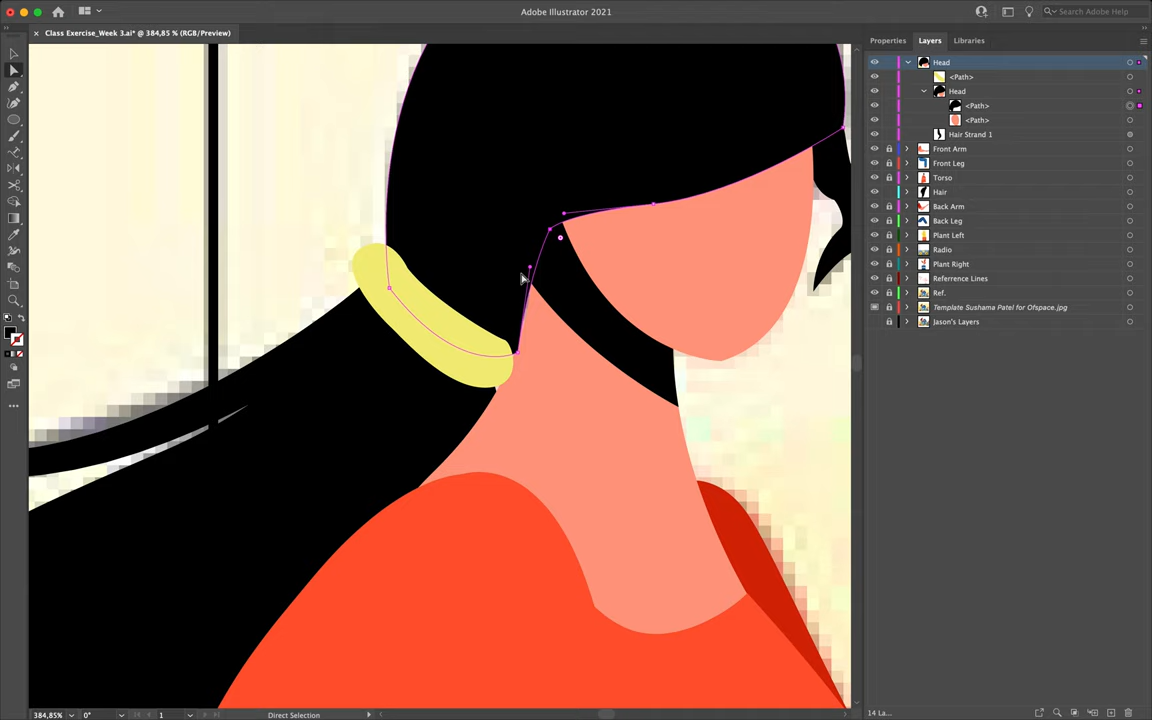 Adobe Illustrator 2021
Search Adobe Help
× Class Exercise_Week 3.ai* @ 384,85 % (RGB/Preview)
Properties Layers Libraries
Head
<Path>
Head
<Path>
<Path>
Hair Strand 1
Front Arm
Front Leg
Torso
Hair
Back Arm
Back Leg
Plant Left
Radio
Plant Right
Referrence Lines
Ref.
Template Sushama Patel for Ofspace.jpg
Jason's Layers
384,85% 0° 1 Direct Selection
14 La...